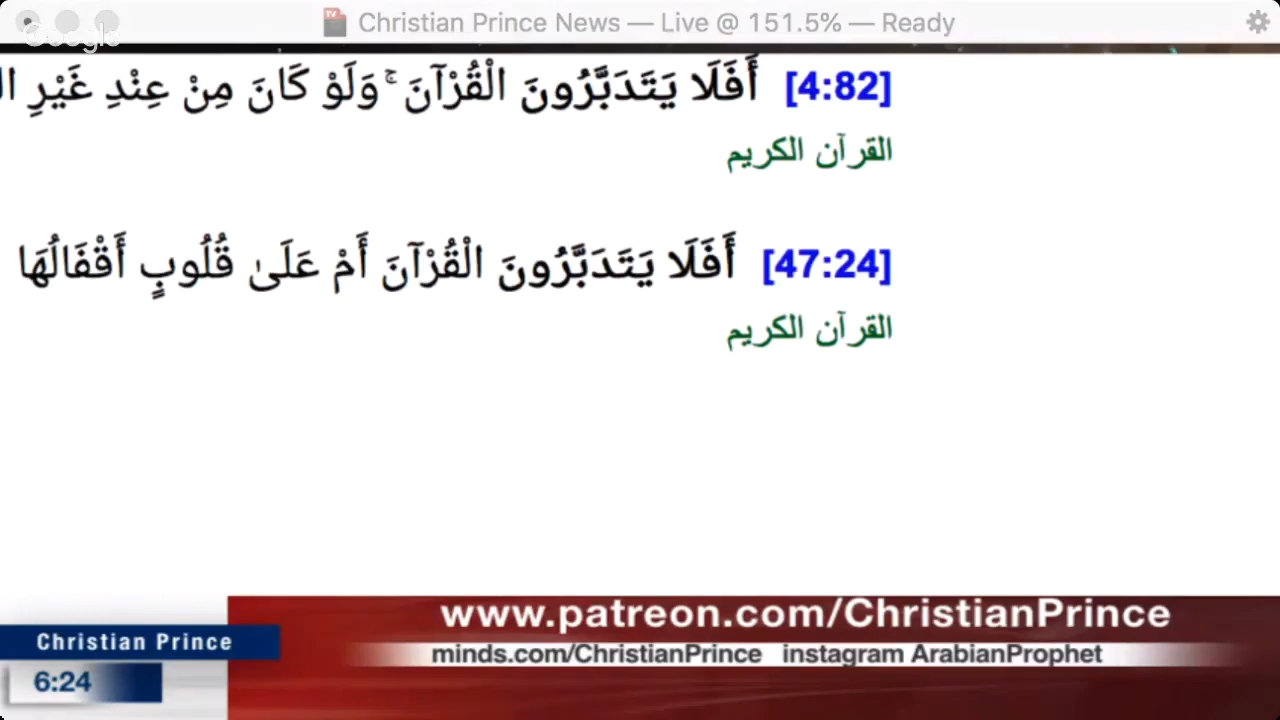 Christian Prince News — Live @ 151.5% — Ready
Google
[4:82] أَفَلَا يَتَدَبَّرُونَ الْقُرْآنَ ۚ وَلَوْ كَانَ مِنْ عِنْدِ غَيْرِ
القرآن الكريم
[47:24] أَفَلَا يَتَدَبَّرُونَ الْقُرْآنَ أَمْ عَلَىٰ قُلُوبٍ أَقْفَالُهَا
القرآن الكريم
www.patreon.com/ChristianPrince
Christian Prince
minds.com/ChristianPrince instagram ArabianProphet
6:24